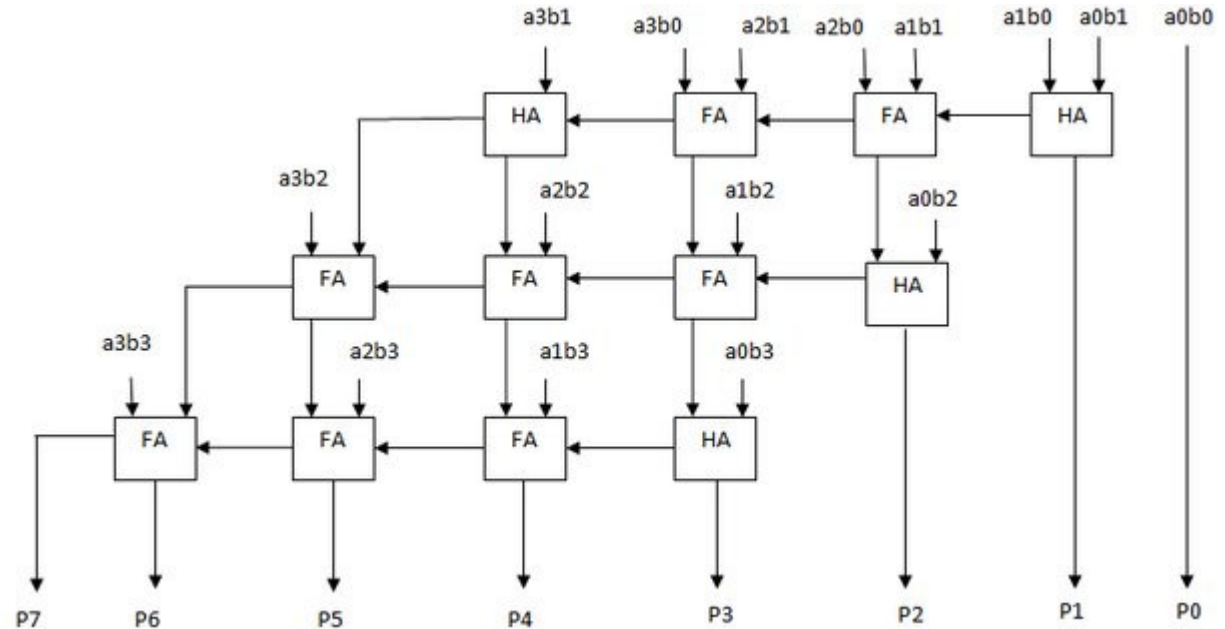 a3b1 a3b0 a2b1 a2b0 a1b1 a1b0 a0b1 a0b0
HA FA FA HA
a3b2 a2b2 a1b2 a0b2
FA FA FA HA
a3b3 a2b3 a1b3 a0b3
FA FA FA HA
P7 P6 P5 P4 P3 P2 P1 P0